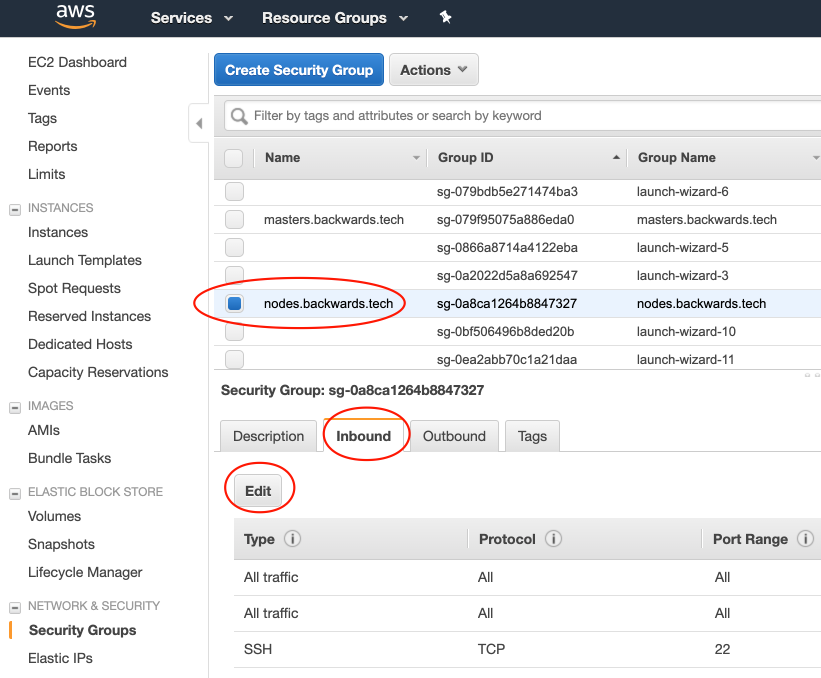 aws Services Resource Groups
EC2 Dashboard
Events
Tags
Reports
Limits
INSTANCES
Instances
Launch Templates
Spot Requests
Reserved Instances
Dedicated Hosts
Capacity Reservations
IMAGES
AMIs
Bundle Tasks
ELASTIC BLOCK STORE
Volumes
Snapshots
Lifecycle Manager
NETWORK & SECURITY
Security Groups
Elastic IPs
Create Security Group Actions
Filter by tags and attributes or search by keyword
Name Group ID Group Name
sg-079bdb5e271474ba3 launch-wizard-6
masters.backwards.tech sg-079f95075a886eda0 masters.backwards.tech
sg-0866a8714a4122eba launch-wizard-5
sg-0a2022d5a8a692547 launch-wizard-3
nodes.backwards.tech sg-0a8ca1264b8847327 nodes.backwards.tech
sg-0bf506496b8ded20b launch-wizard-10
sg-0ea2abb70c1a21daa launch-wizard-11
Security Group: sg-0a8ca1264b8847327
Description Inbound Outbound Tags
Edit
Type Protocol Port Range
All traffic All All
All traffic All All
SSH TCP 22